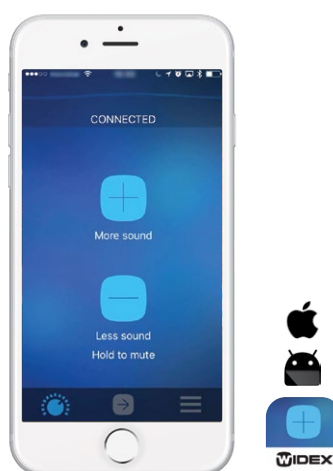 CONNECTED
More sound
Less sound
Hold to mute
WIDEX